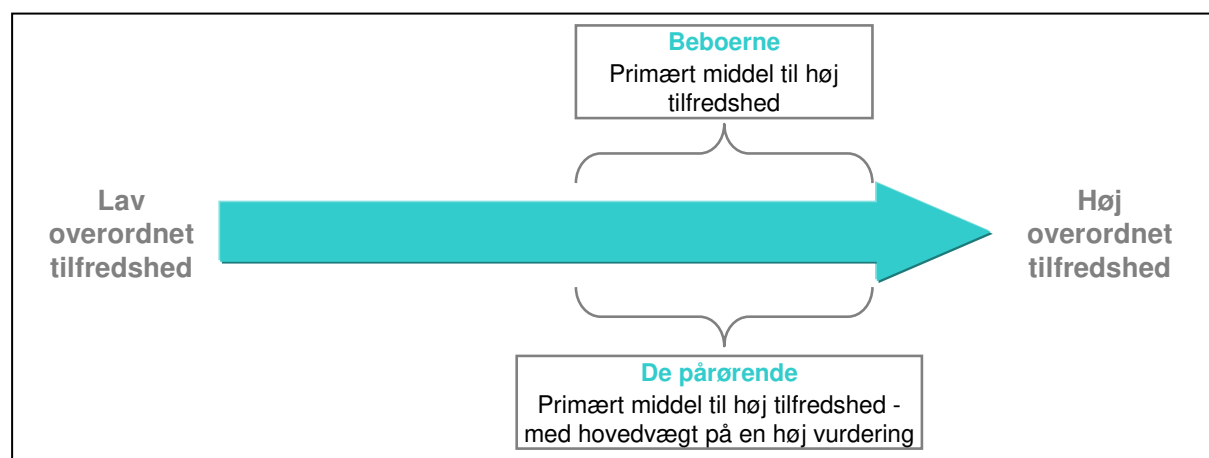 Beboerne
Primært middel til høj
tilfredshed
Lav
overordnet
tilfredshed
Høj
overordnet
tilfredshed
De pårørende
Primært middel til høj tilfredshed -
med hovedvægt på en høj vurdering